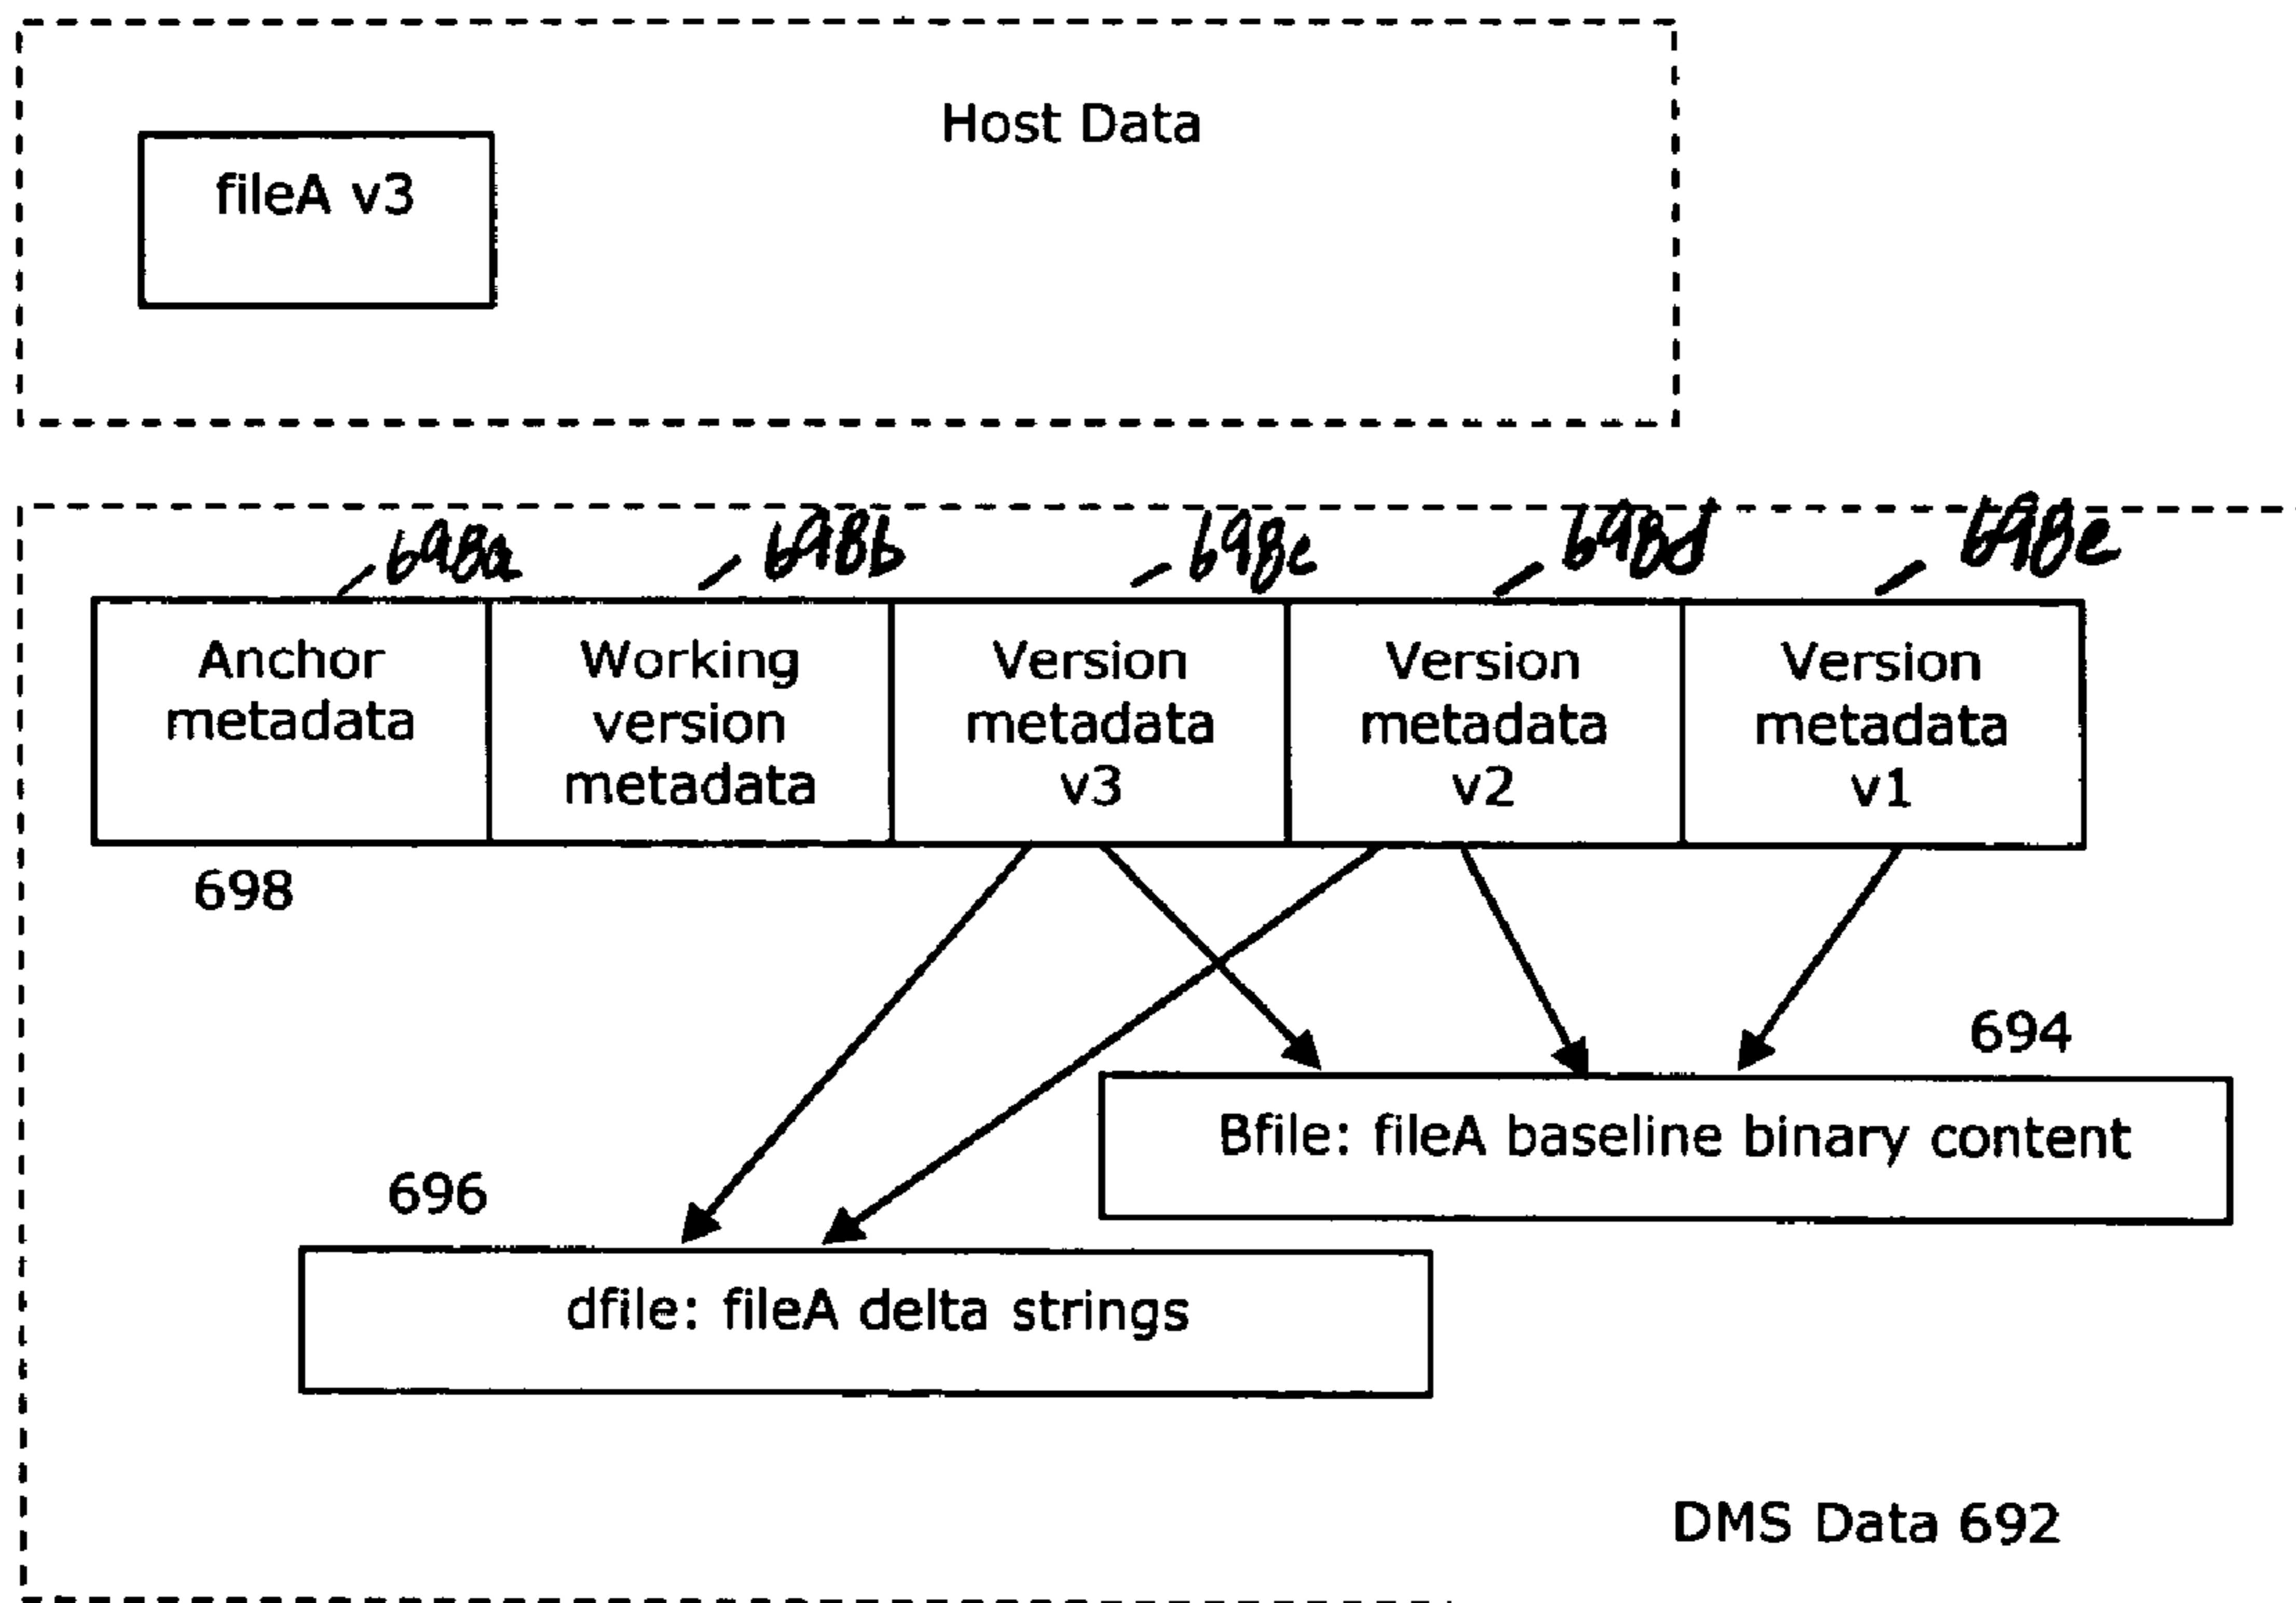 Host Data
fileA v3
698a
698b
698c
698d
698e
Anchor
metadata
Working
version
metadata
Version
metadata
v3
Version
metadata
v2
Version
metadata
v1
698
694
Bfile: fileA baseline binary content
696
dfile: fileA delta strings
DMS Data 692